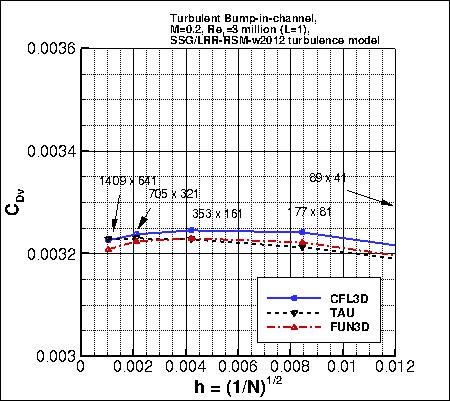 Turbulent Bump-in-channel,
M=0.2, Re_L=3 million (L=1),
SSG/LRR-RSM-w2012 turbulence model
0.0036
0.0034
0.0032
0.003
C_Dv
1409 x 641
705 x 321
353 x 161
177 x 81
89 x 41
CFL3D
TAU
FUN3D
0 0.002 0.004 0.006 0.008 0.01 0.012
h = (1/N)^1/2